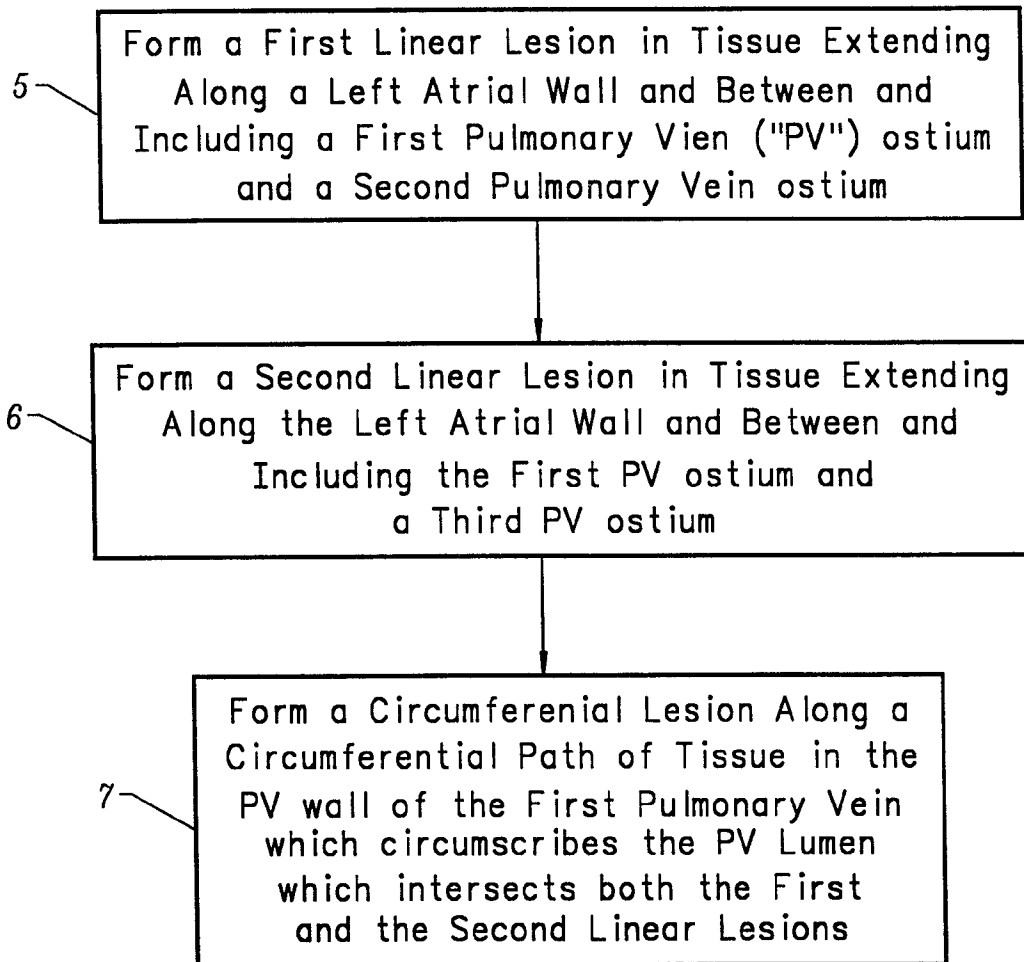 Form a First Linear Lesion in Tissue Extending
5
Along a Left Atrial Wall and Between and
Including a First Pulmonary Vien ("PV") ostium
and a Second Pulmonary Vein ostium
Form a Second Linear Lesion in Tissue Extending
6
Along the Left Atrial Wall and Between and
Including the First PV ostium and
a Third PV ostium
Form a Circumferenial Lesion Along a
Circumferential Path of Tissue in the
7
PV wall of the First Pulmonary Vein
which circumscribes the PV Lumen
which intersects both the First
and the Second Linear Lesions